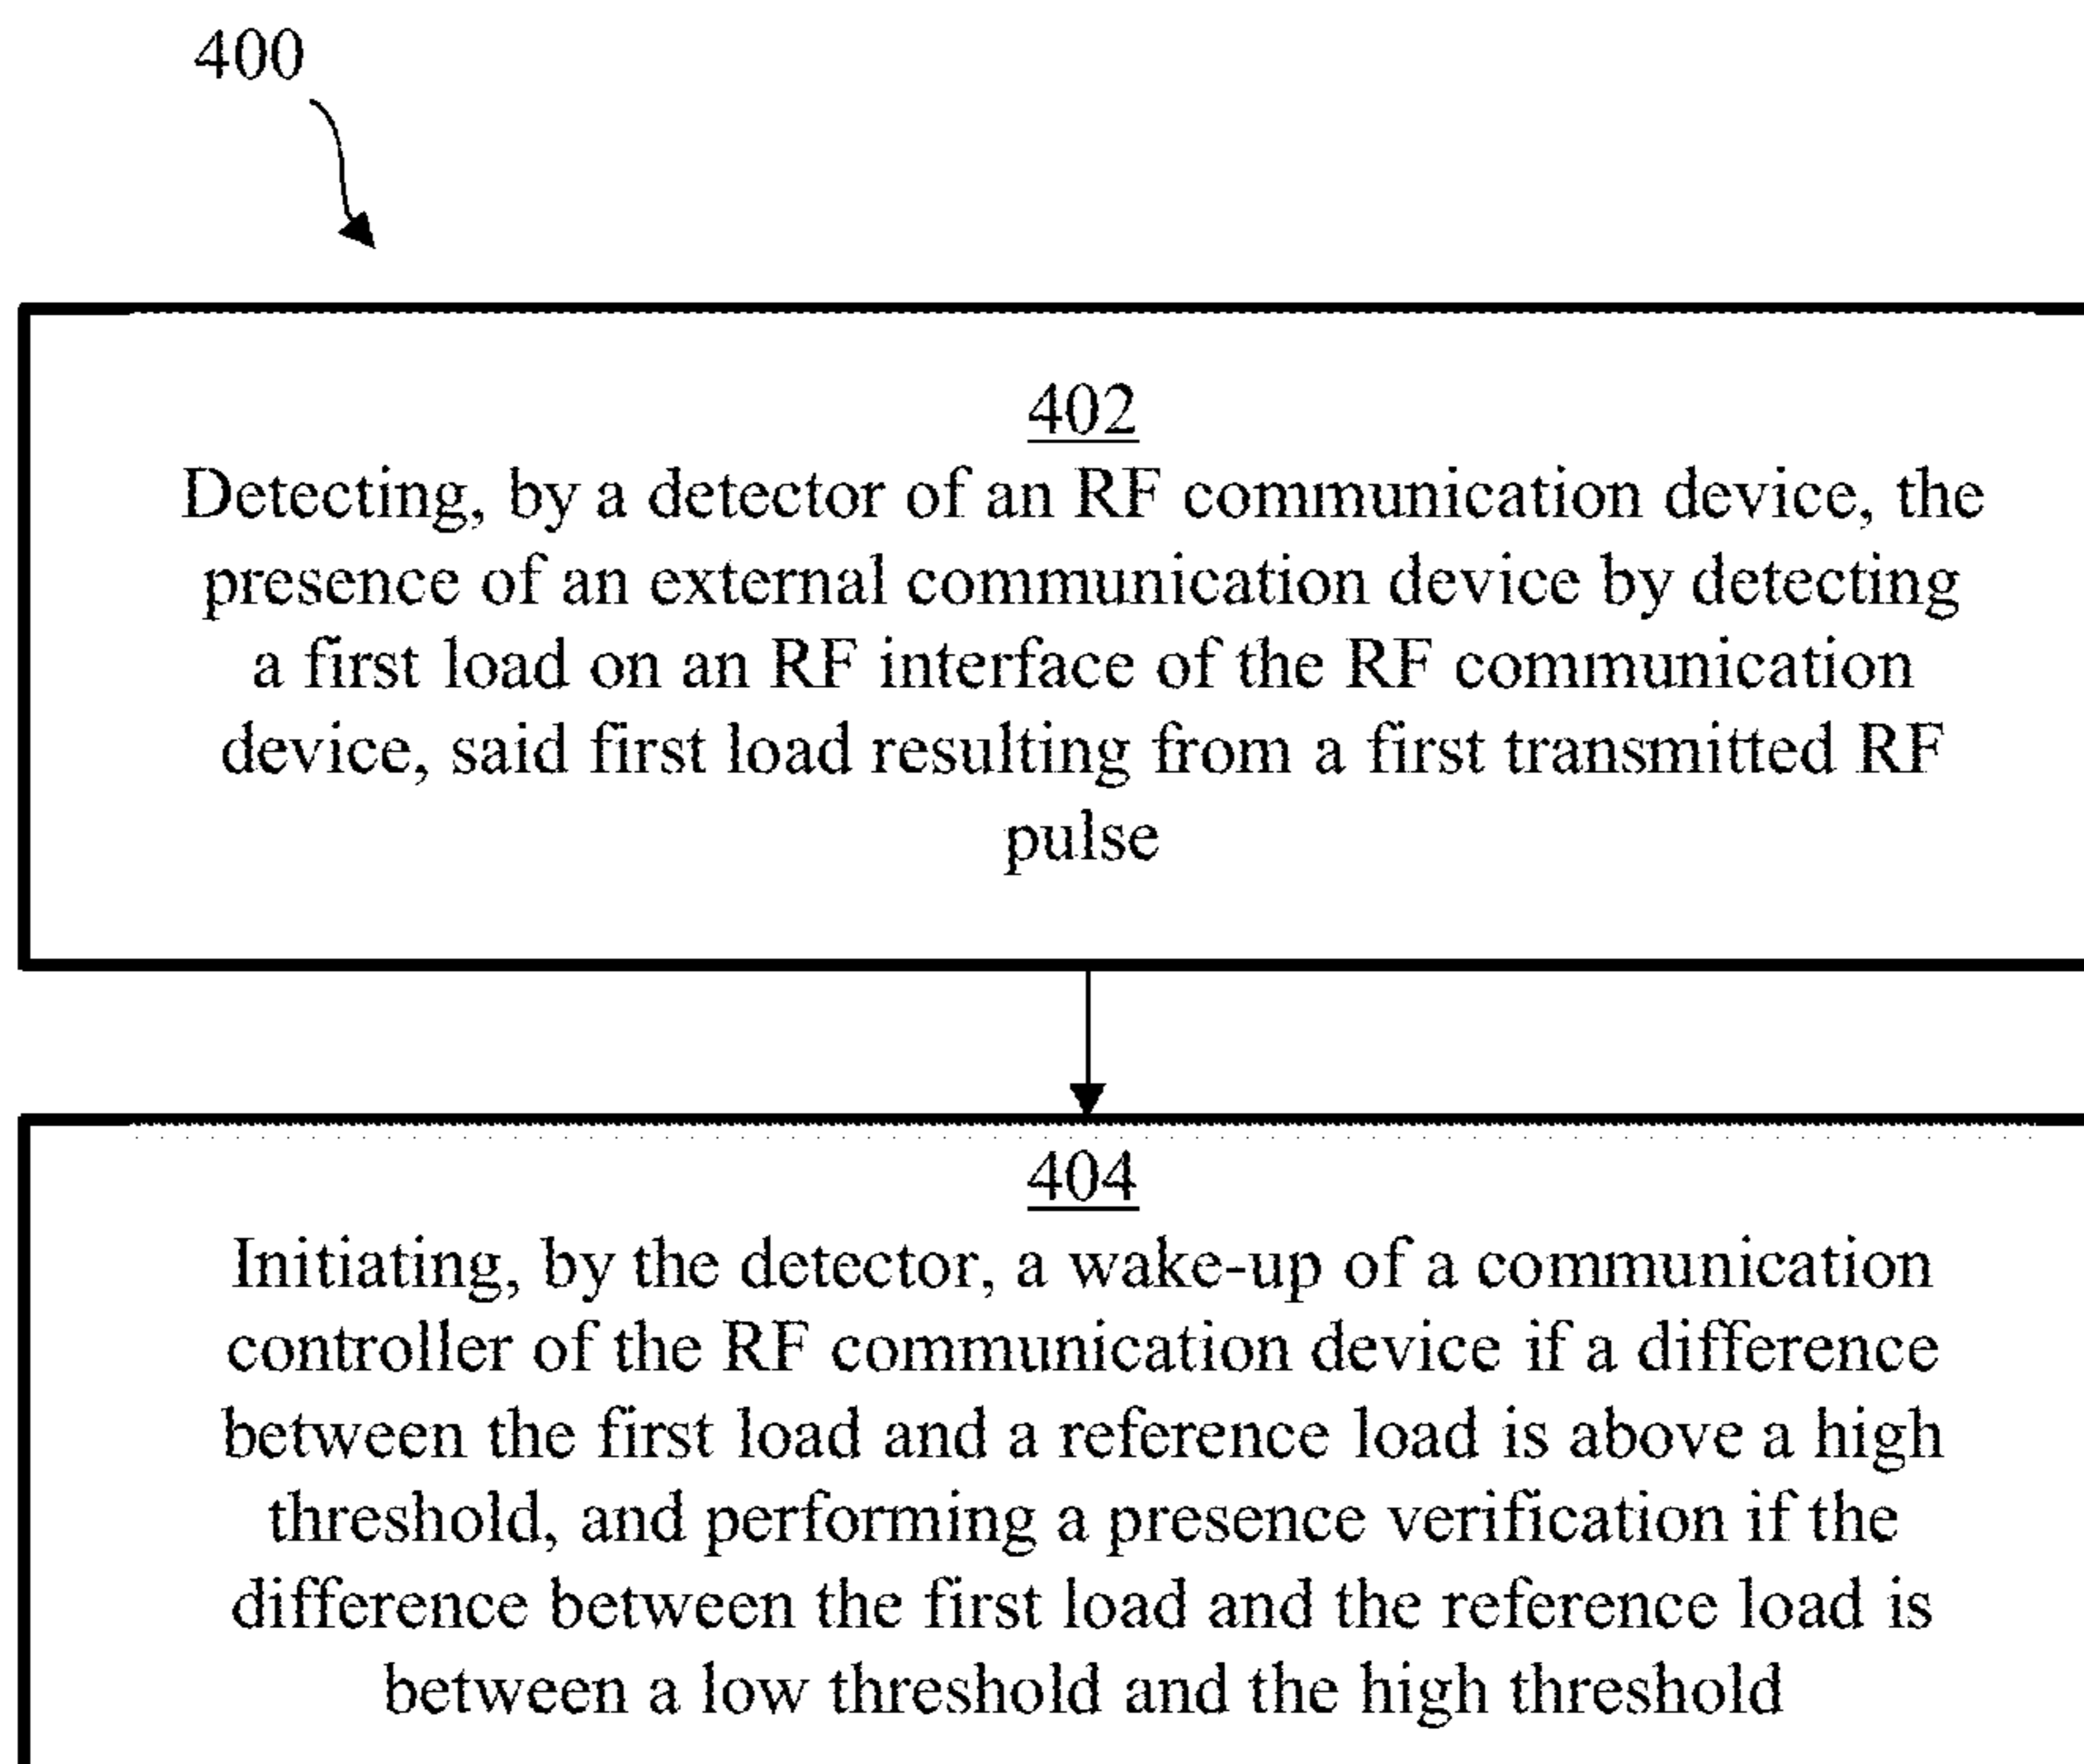 400
402
Detecting, by a detector of an RF communication device, the
presence of an external communication device by detecting
a first load on an RF interface of the RF communication
device, said first load resulting from a first transmitted RF
pulse
404
Initiating, by the detector, a wake-up of a communication
controller of the RF communication device if a difference
between the first load and a reference load is above a high
threshold, and performing a presence verification if the
difference between the first load and the reference load is
between a low threshold and the high threshold